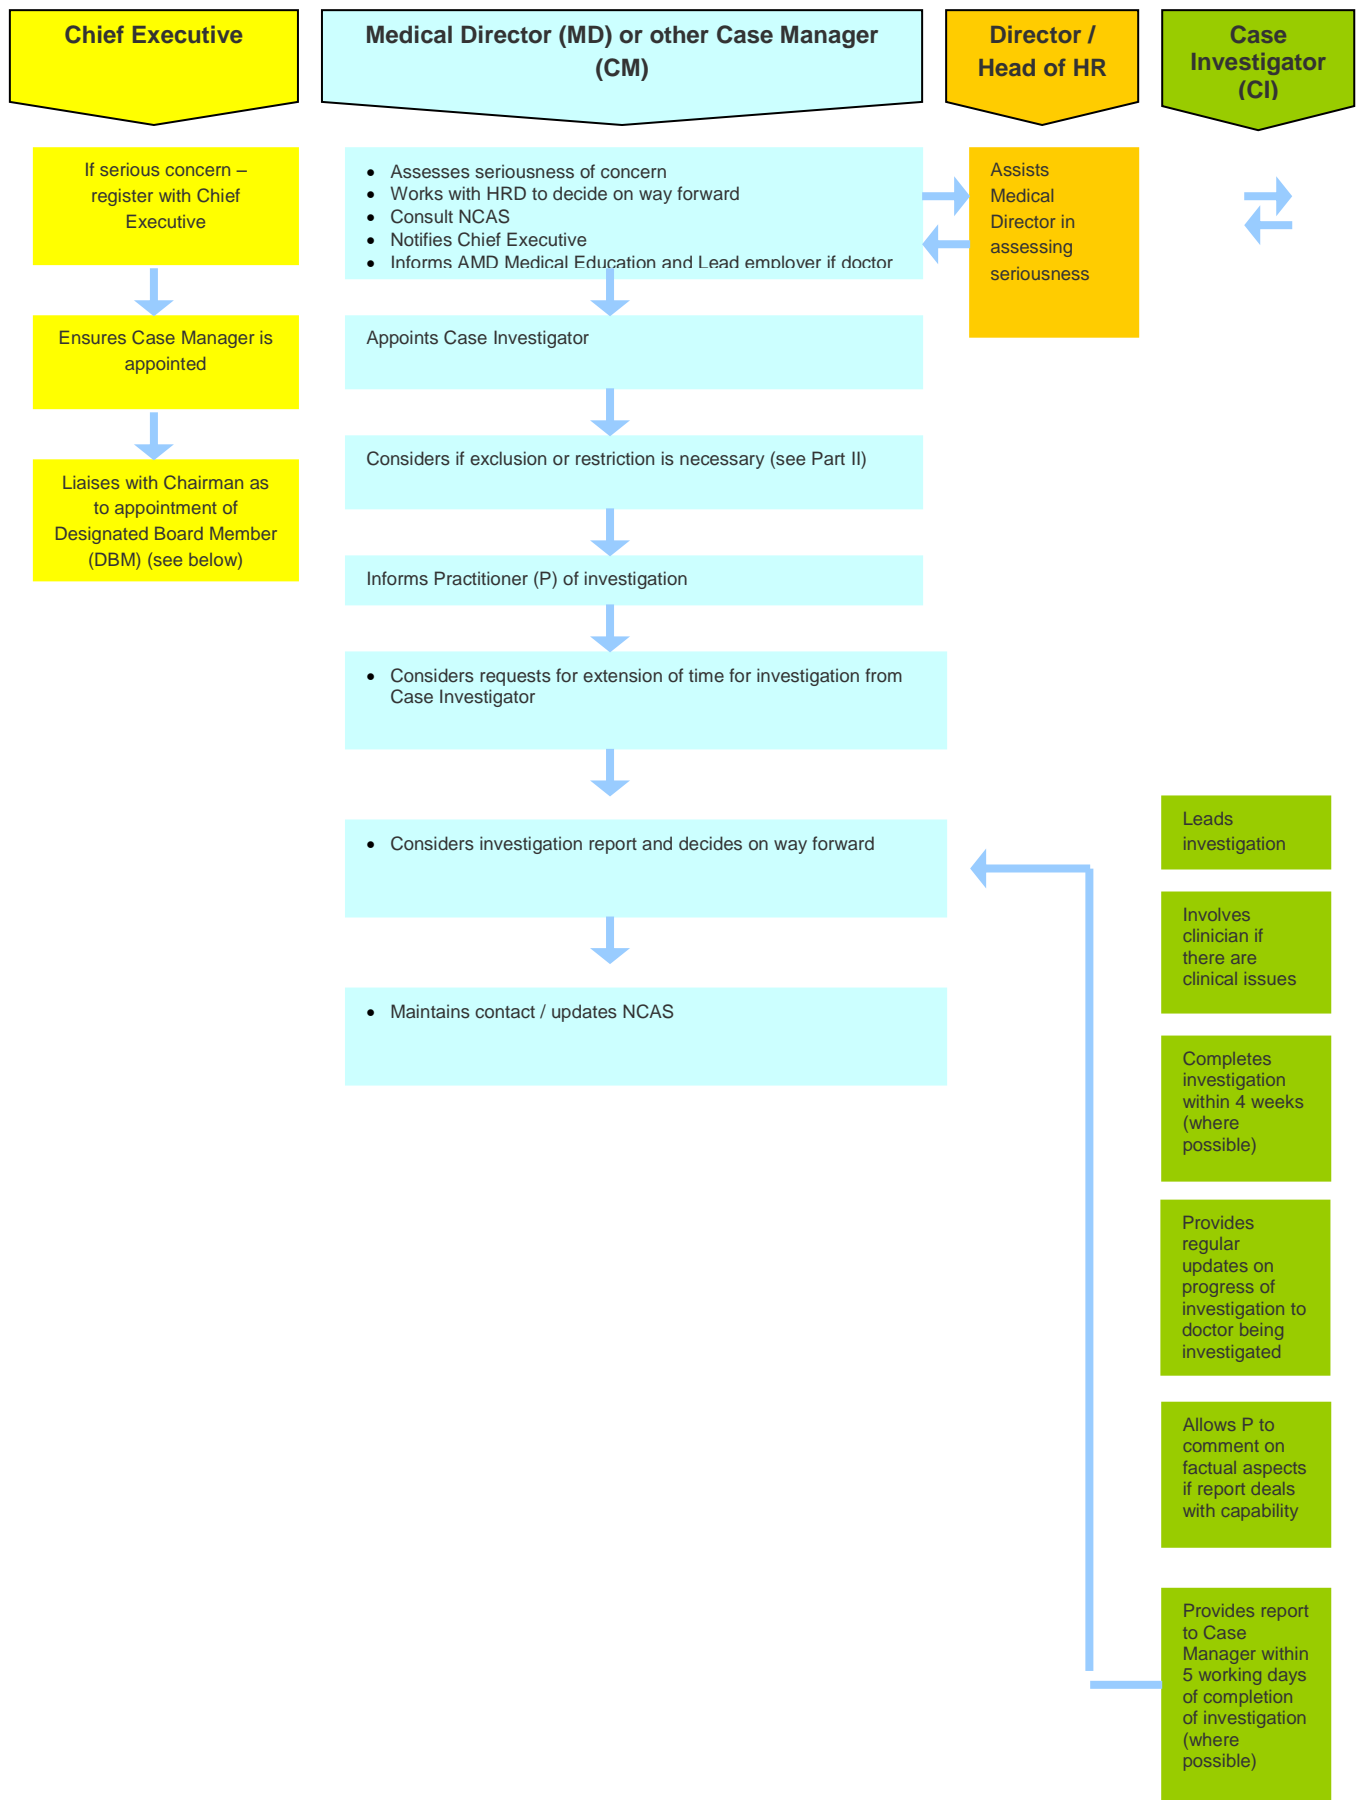 Chief Executive
Medical Director (MD) or other Case Manager
(CM)
Director /
Head of HR
Case
Investigator
(CI)
If serious concern –
register with Chief
Executive
Ensures Case Manager is
appointed
Liaises with Chairman as
to appointment of
Designated Board Member
(DBM) (see below)
• Assesses seriousness of concern
• Works with HRD to decide on way forward
• Consult NCAS
• Notifies Chief Executive
• Informs AMD Medical Education and Lead employer if doctor
Appoints Case Investigator
Considers if exclusion or restriction is necessary (see Part II)
Informs Practitioner (P) of investigation
• Considers requests for extension of time for investigation from
Case Investigator
• Considers investigation report and decides on way forward
• Maintains contact / updates NCAS
Assists
Medical
Director in
assessing
seriousness
Leads
investigation
Involves
clinician if
there are
clinical issues
Completes
investigation
within 4 weeks
(where
possible)
Provides
regular
updates on
progress of
investigation to
doctor being
investigated
Allows P to
comment on
factual aspects
if report deals
with capability
Provides report
to Case
Manager within
5 working days
of completion
of investigation
(where
possible)